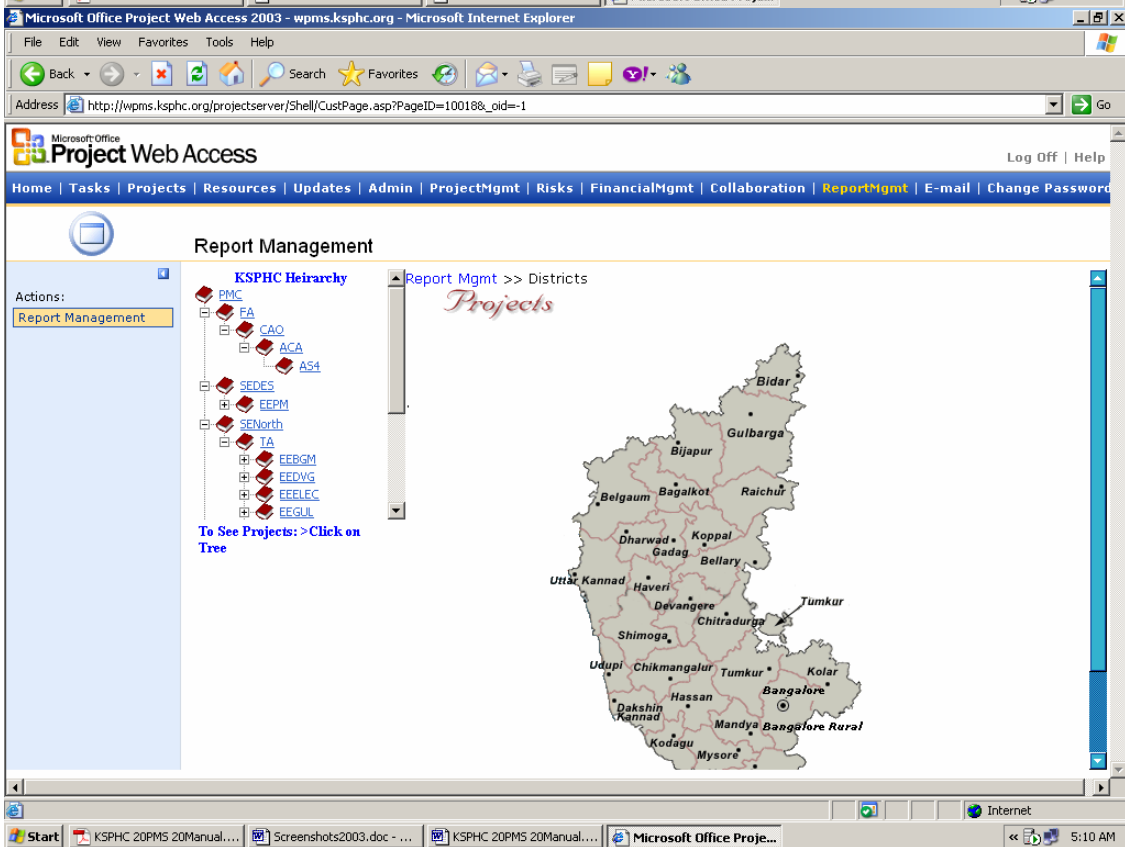 Microsoft Office Project Web Access 2003 - wpms.ksphc.org - Microsoft Internet Explorer
File Edit View Favorites Tools Help
Back Search Favorites
Address http://wpms.ksphc.org/projectserver/Shell/CustPage.asp?PageID=10018&_oid=-1 Go
Microsoft Office
Project Web Access
Log Off | Help
Home | Tasks | Projects | Resources | Updates | Admin | ProjectMgmt | Risks | FinancialMgmt | Collaboration | ReportMgmt | E-mail | Change Password
Report Management
Actions:
Report Management
KSPHC Heirarchy
PMC
FA
CAO
ACA
AS4
SEDES
EEPM
SENorth
TA
EEBGM
EEDVG
EEELEC
EEGUL
To See Projects: >Click on
Tree
Report Mgmt >> Districts
Projects
Bidar
Gulbarga
Bijapur
Belgaum Bagalkot Raichur
Dharwad Koppal
Gadag
Bellary
Uttar Kannad Haveri
Devangere Tumkur
Chitradurga
Shimoga
Udupi Chikmangalur Tumkur Kolar
Hassan Bangalore
Dakshin
Kannad
Mandya Bangalore Rural
Kodagu
Mysore
Internet
Start KSPHC 20PMS 20Manual.... Screenshots2003.doc - ... KSPHC 20PMS 20Manual.... Microsoft Office Proje... « 5:10 AM